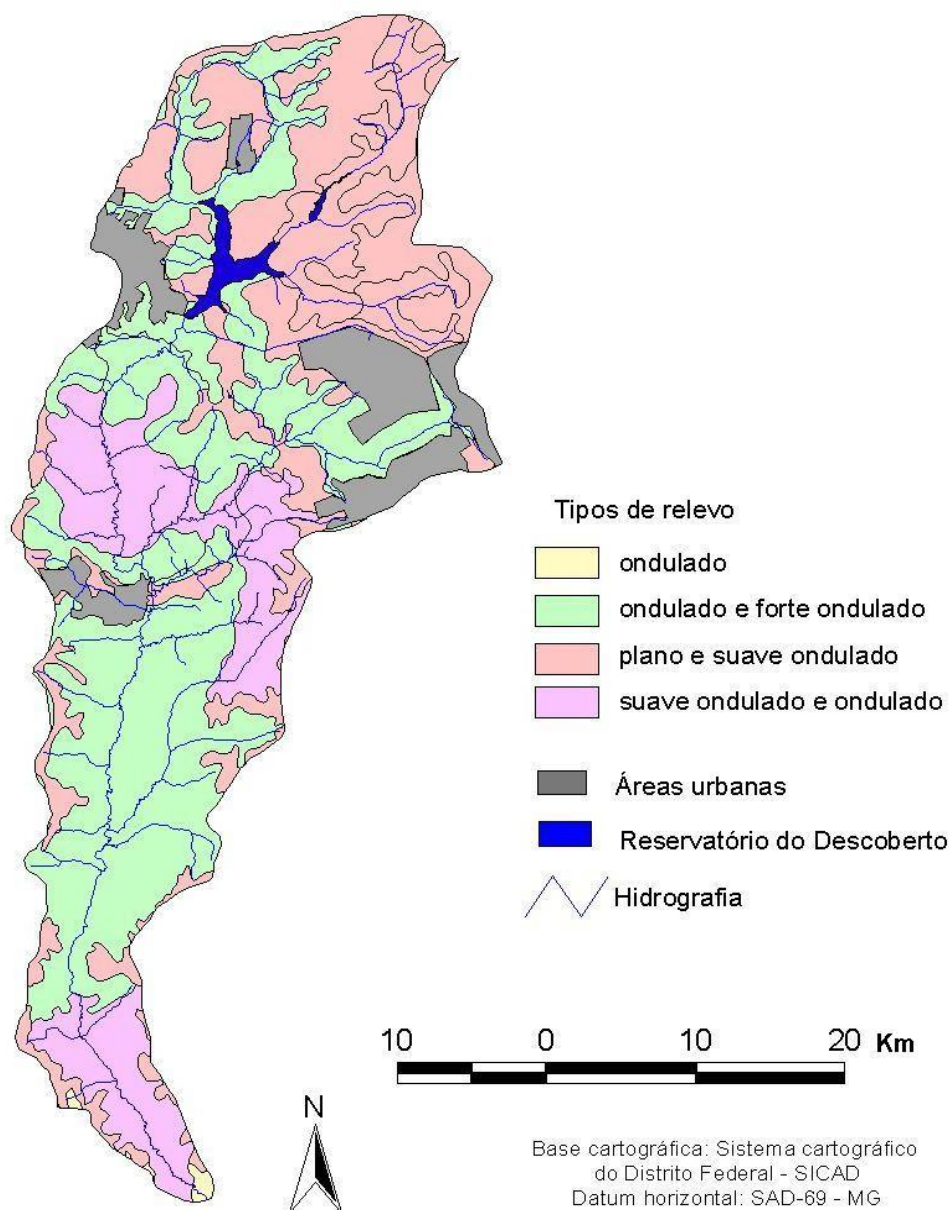 Tipos de relevo
ondulado
ondulado e forte ondulado
plano e suave ondulado
suave ondulado e ondulado
Áreas urbanas
Reservatório do Descoberto
Hidrografia
10 0 10 20 Km
N
Base cartográfica: Sistema cartográfico
do Distrito Federal - SICAD
Datum horizontal: SAD-69 - MG